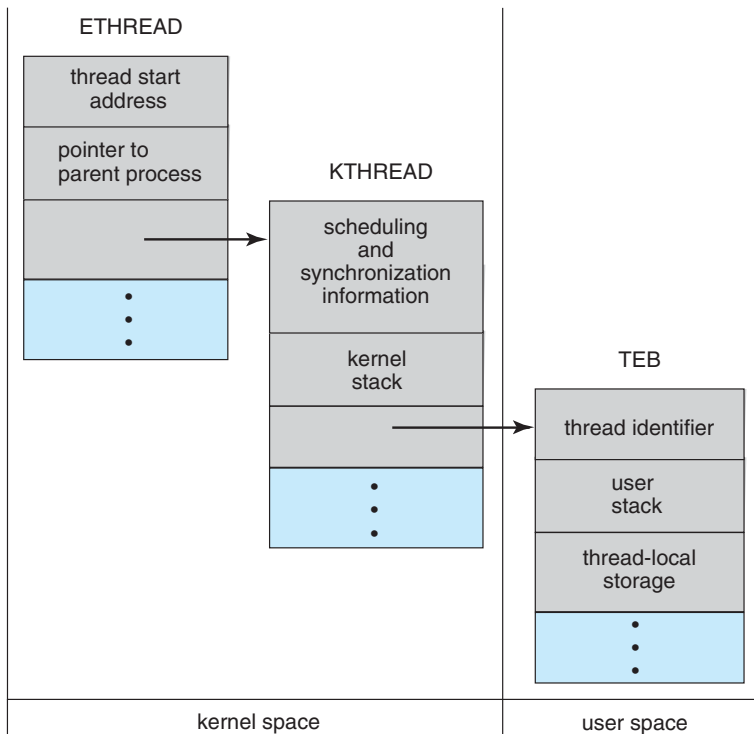 ETHREAD
thread start
address
pointer to
parent process
KTHREAD
scheduling
and
synchronization
information
kernel
stack
TEB
thread identifier
user
stack
thread-local
storage
kernel space
user space